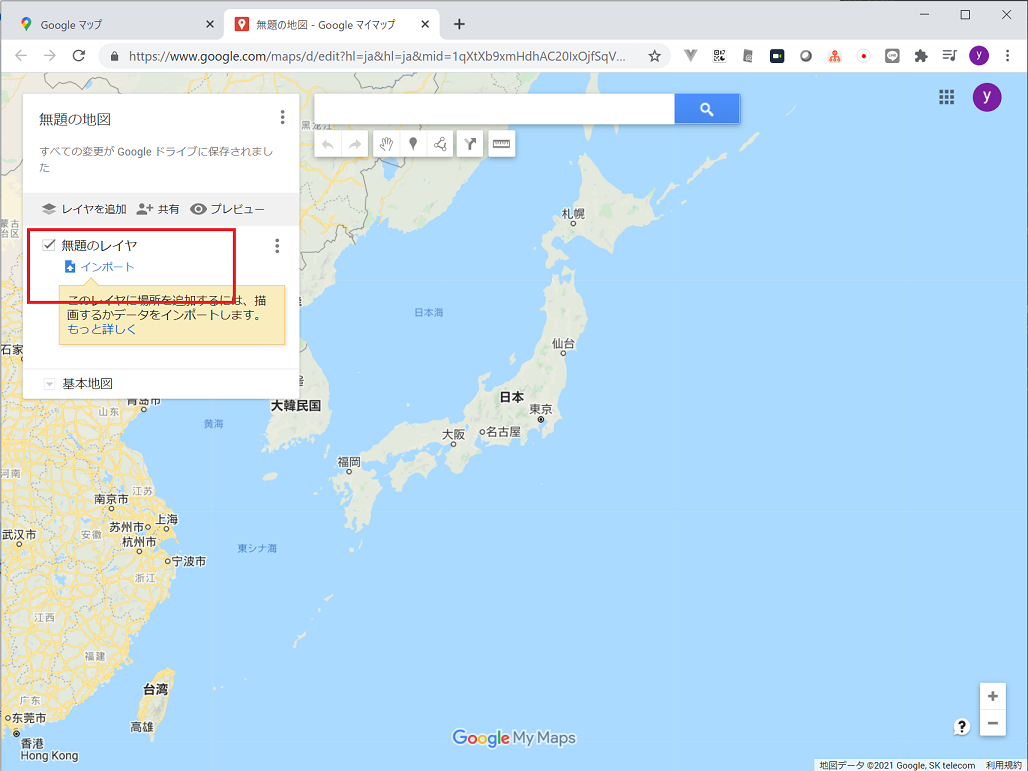 Google マップ
無題の地図 - Google マイマップ
https://www.google.com/maps/d/edit?hl=ja&hl=ja&mid=1qXtXb9xmHdhAC20IxOjfSqV...
y
無題の地図
すべての変更が Google ドライブに保存されまし
た
レイヤを追加
共有
プレビュー
無題のレイヤ
インポート
このレイヤに場所を追加するには、描
画するかデータをインポートします。
もっと詳しく
基本地図
y
黑龙江
札幌
日本海
仙台
日本
東京
名古屋
大阪
福岡
大韓民国
石家
青島市
山东
黄海
河南
南京市
江苏
苏州市
上海
武汉市
安徽
杭州市
宁波市
浙江
東シナ海
江西
福建
台湾
高雄
广东
东莞市
香港
Hong Kong
Google My Maps
?
地図データ ©2021 Google, SK telecom
利用規約